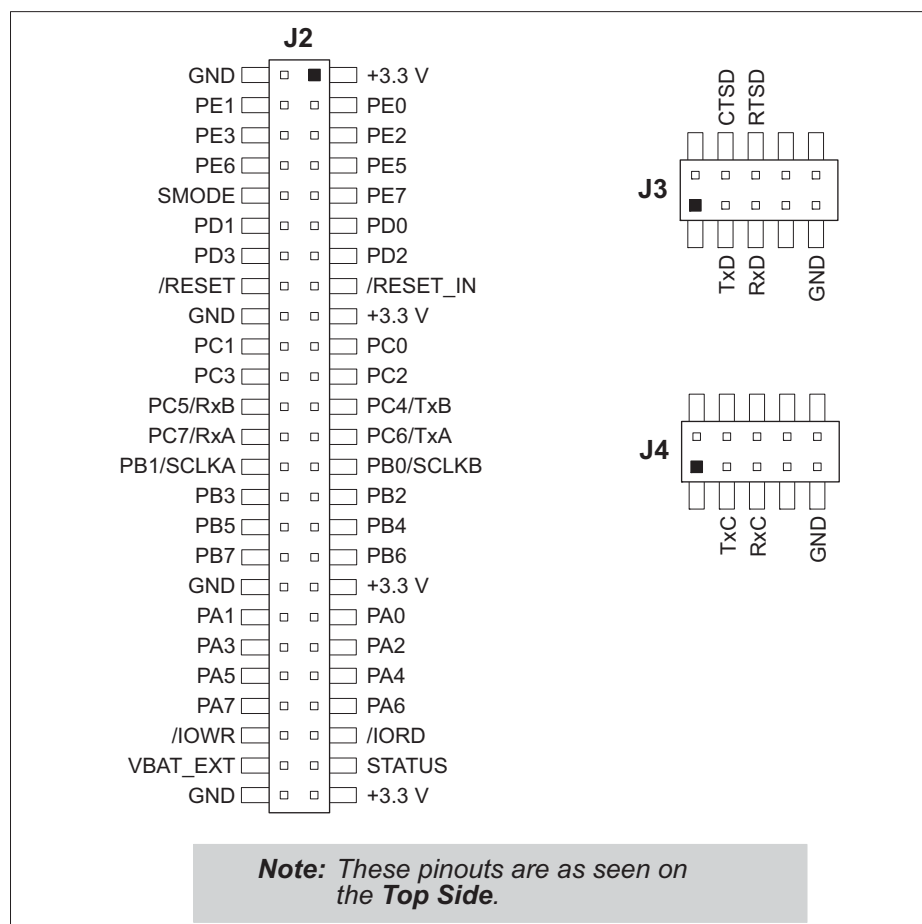 J2
GND +3.3 V
PE1 PE0
PE3 PE2
PE6 PE5
SMODE PE7
PD1 PD0
PD3 PD2
/RESET /RESET_IN
GND +3.3 V
PC1 PC0
PC3 PC2
PC5/RxB PC4/TxB
PC7/RxA PC6/TxA
PB1/SCLKA PB0/SCLKB
PB3 PB2
PB5 PB4
PB7 PB6
GND +3.3 V
PA1 PA0
PA3 PA2
PA5 PA4
PA7 PA6
/IOWR /IORD
VBAT_EXT STATUS
GND +3.3 V
CTSD
RTSD
J3
TxD
RxD
GND
J4
TxC
RxC
GND
Note: These pinouts are as seen on
the Top Side.